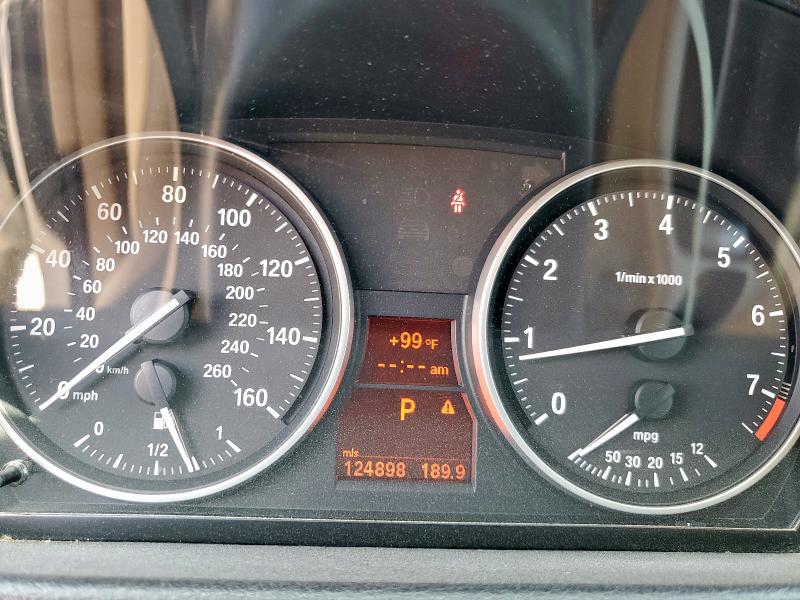 20 40 60 80 100 120 140 160
20 40 60 80 100 120 140 160 180 200 220 240 260
0 km/h
0 mph
0 1/2 1
+99 °F
--:-- am
P
mls
124898 189.9
0 1 2 3 4 5 6 7
1/min x 1000
mpg
50 30 20 15 12